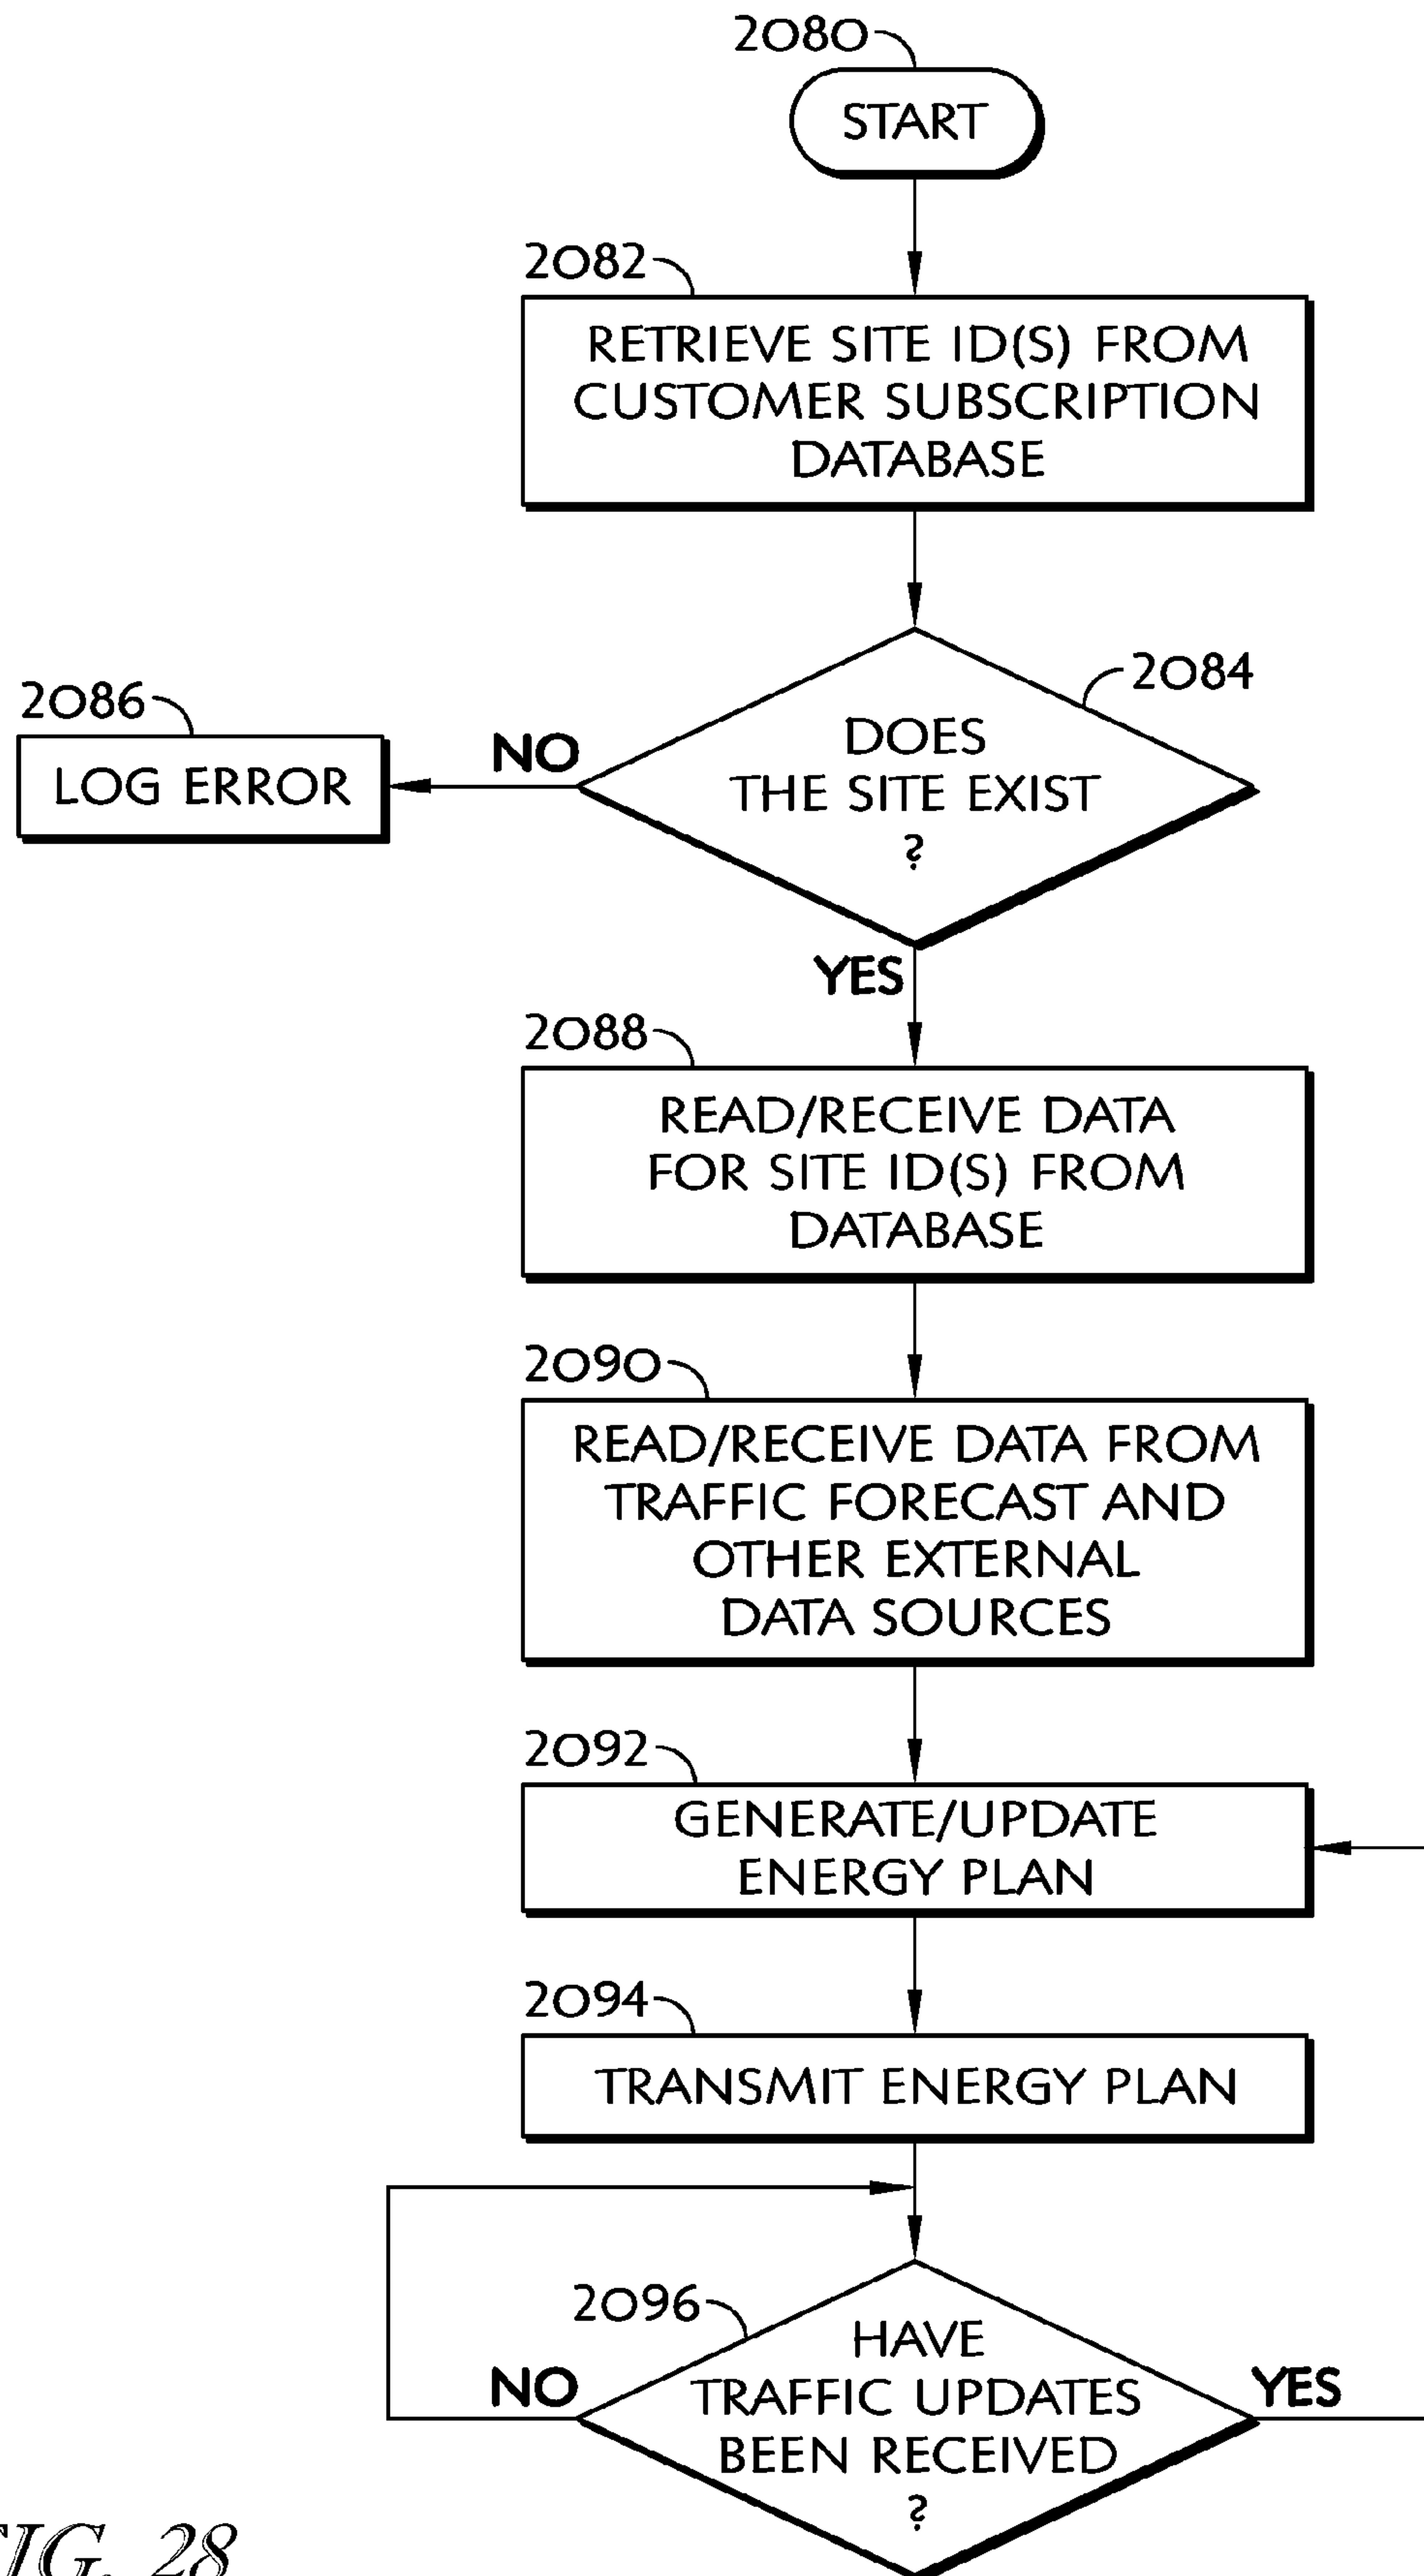 2080
START
2082
RETRIEVE SITE ID(S) FROM
CUSTOMER SUBSCRIPTION
DATABASE
2084
DOES
THE SITE EXIST
?
NO
2086
LOG ERROR
YES
2088
READ/RECEIVE DATA
FOR SITE ID(S) FROM
DATABASE
2090
READ/RECEIVE DATA FROM
TRAFFIC FORECAST AND
OTHER EXTERNAL
DATA SOURCES
2092
GENERATE/UPDATE
ENERGY PLAN
2094
TRANSMIT ENERGY PLAN
2096
HAVE
TRAFFIC UPDATES
BEEN RECEIVED
?
NO
YES
IG. 28